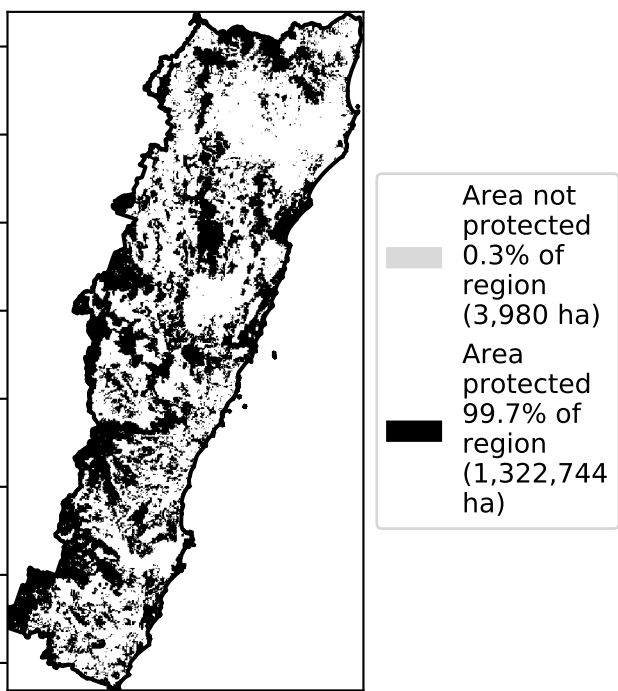 Area not
protected
0.3% of
region
(3,980 ha)
Area
protected
99.7% of
region
(1,322,744
ha)